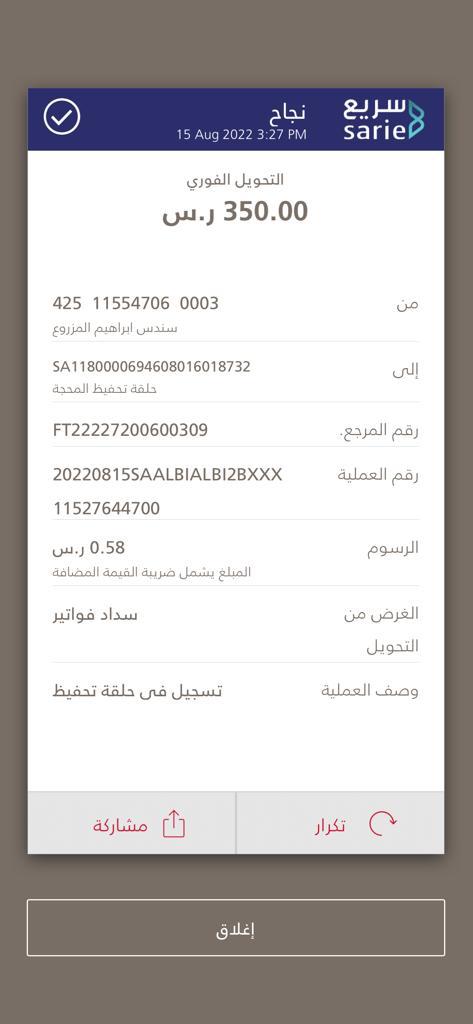 سريع
sarie
نجاح
15 Aug 2022 3:27 PM
التحويل الفوري
350.00 ر.س
من
425 11554706 0003
سندس ابراهيم المزروع
إلى
SA1180000694608016018732
حلقة تحفيظ المحجة
رقم المرجع.
FT22227200600309
رقم العملية
20220815SAALBIALBI2BXXX
11527644700
الرسوم
0.58 ر.س
المبلغ يشمل ضريبة القيمة المضافة
الغرض من
التحويل
سداد فواتير
وصف العملية
تسجيل فى حلقة تحفيظ
تكرار
مشاركة
إغلاق